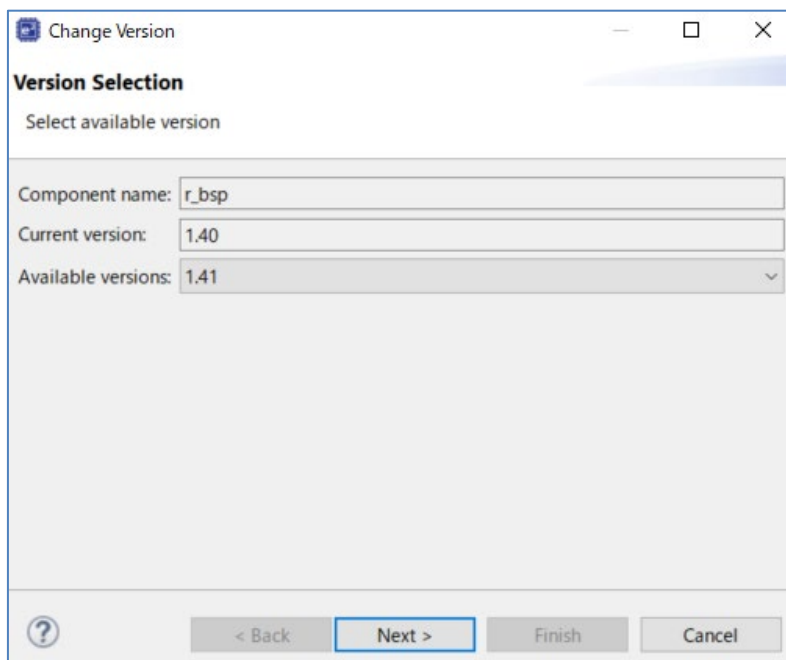 Change Version
Version Selection
Select available version
Component name: r_bsp
Current version: 1.40
Available versions: 1.41
? < Back Next > Finish Cancel